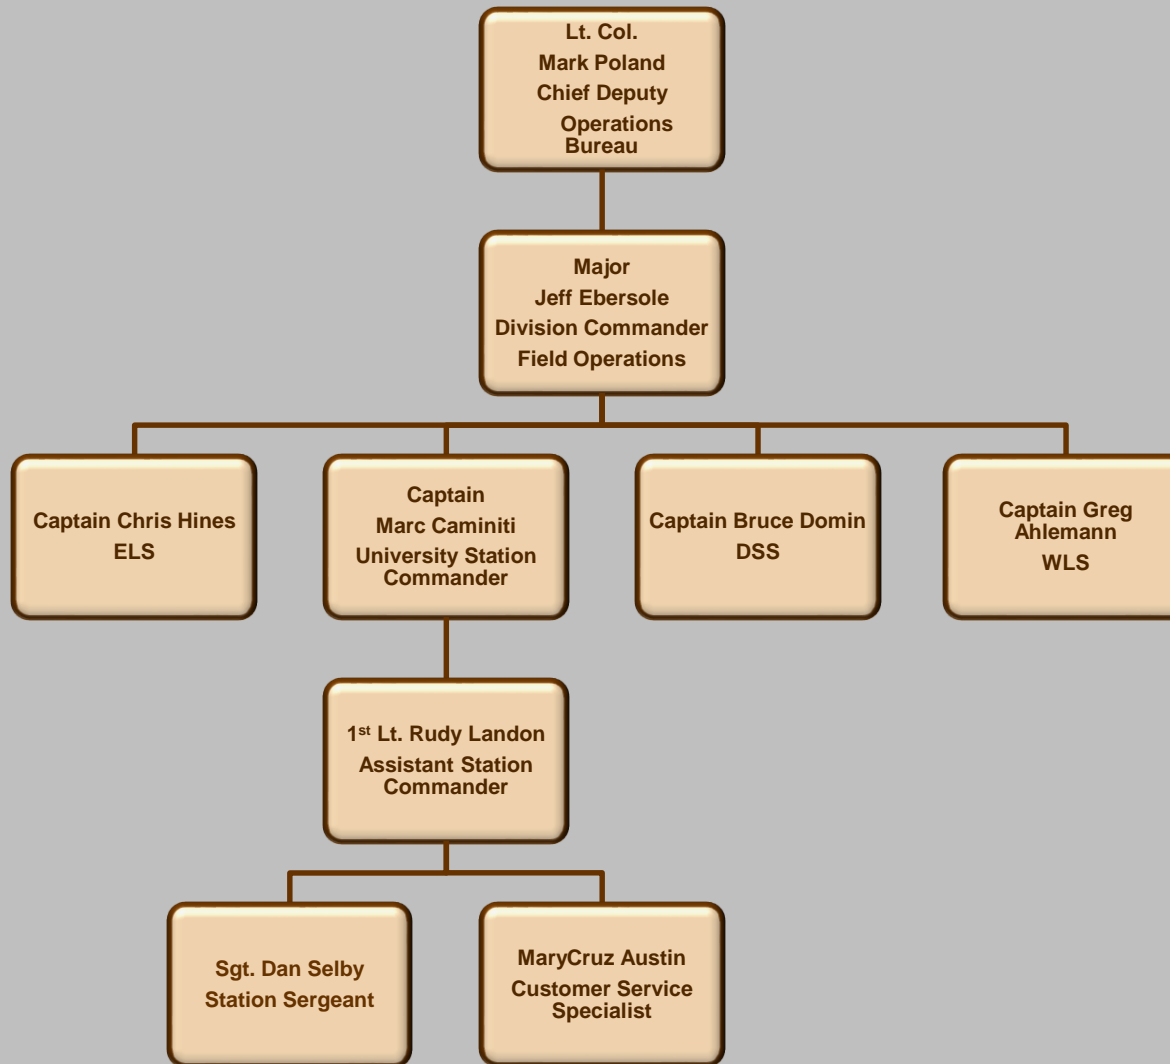 Lt. Col.
Mark Poland
Chief Deputy
Operations
Bureau
Major
Jeff Ebersole
Division Commander
Field Operations
Captain Chris Hines
ELS
Captain
Marc Caminiti
University Station
Commander
Captain Bruce Domin
DSS
Captain Greg
Ahlemann
WLS
1st Lt. Rudy Landon
Assistant Station
Commander
Sgt. Dan Selby
Station Sergeant
MaryCruz Austin
Customer Service
Specialist